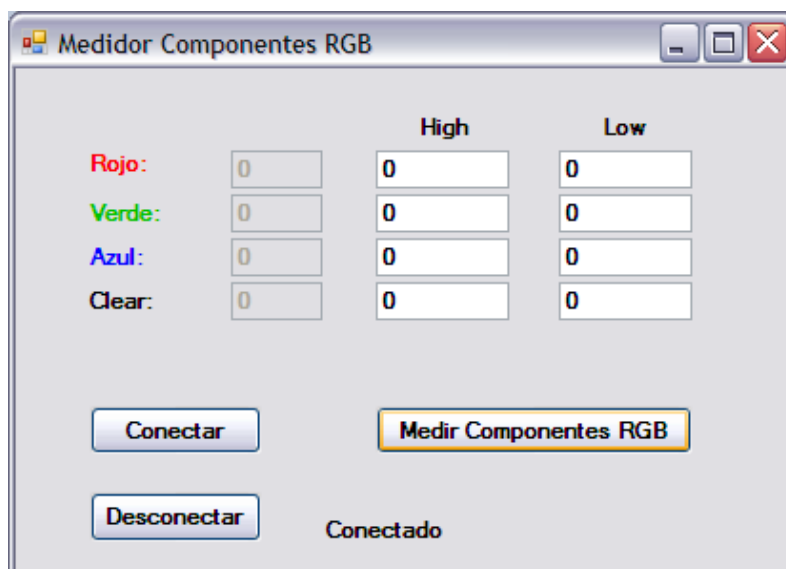 Medidor Componentes RGB
High Low
Rojo: 0 0 0
Verde: 0 0 0
Azul: 0 0 0
Clear: 0 0 0
Conectar Medir Componentes RGB
Desconectar Conectado